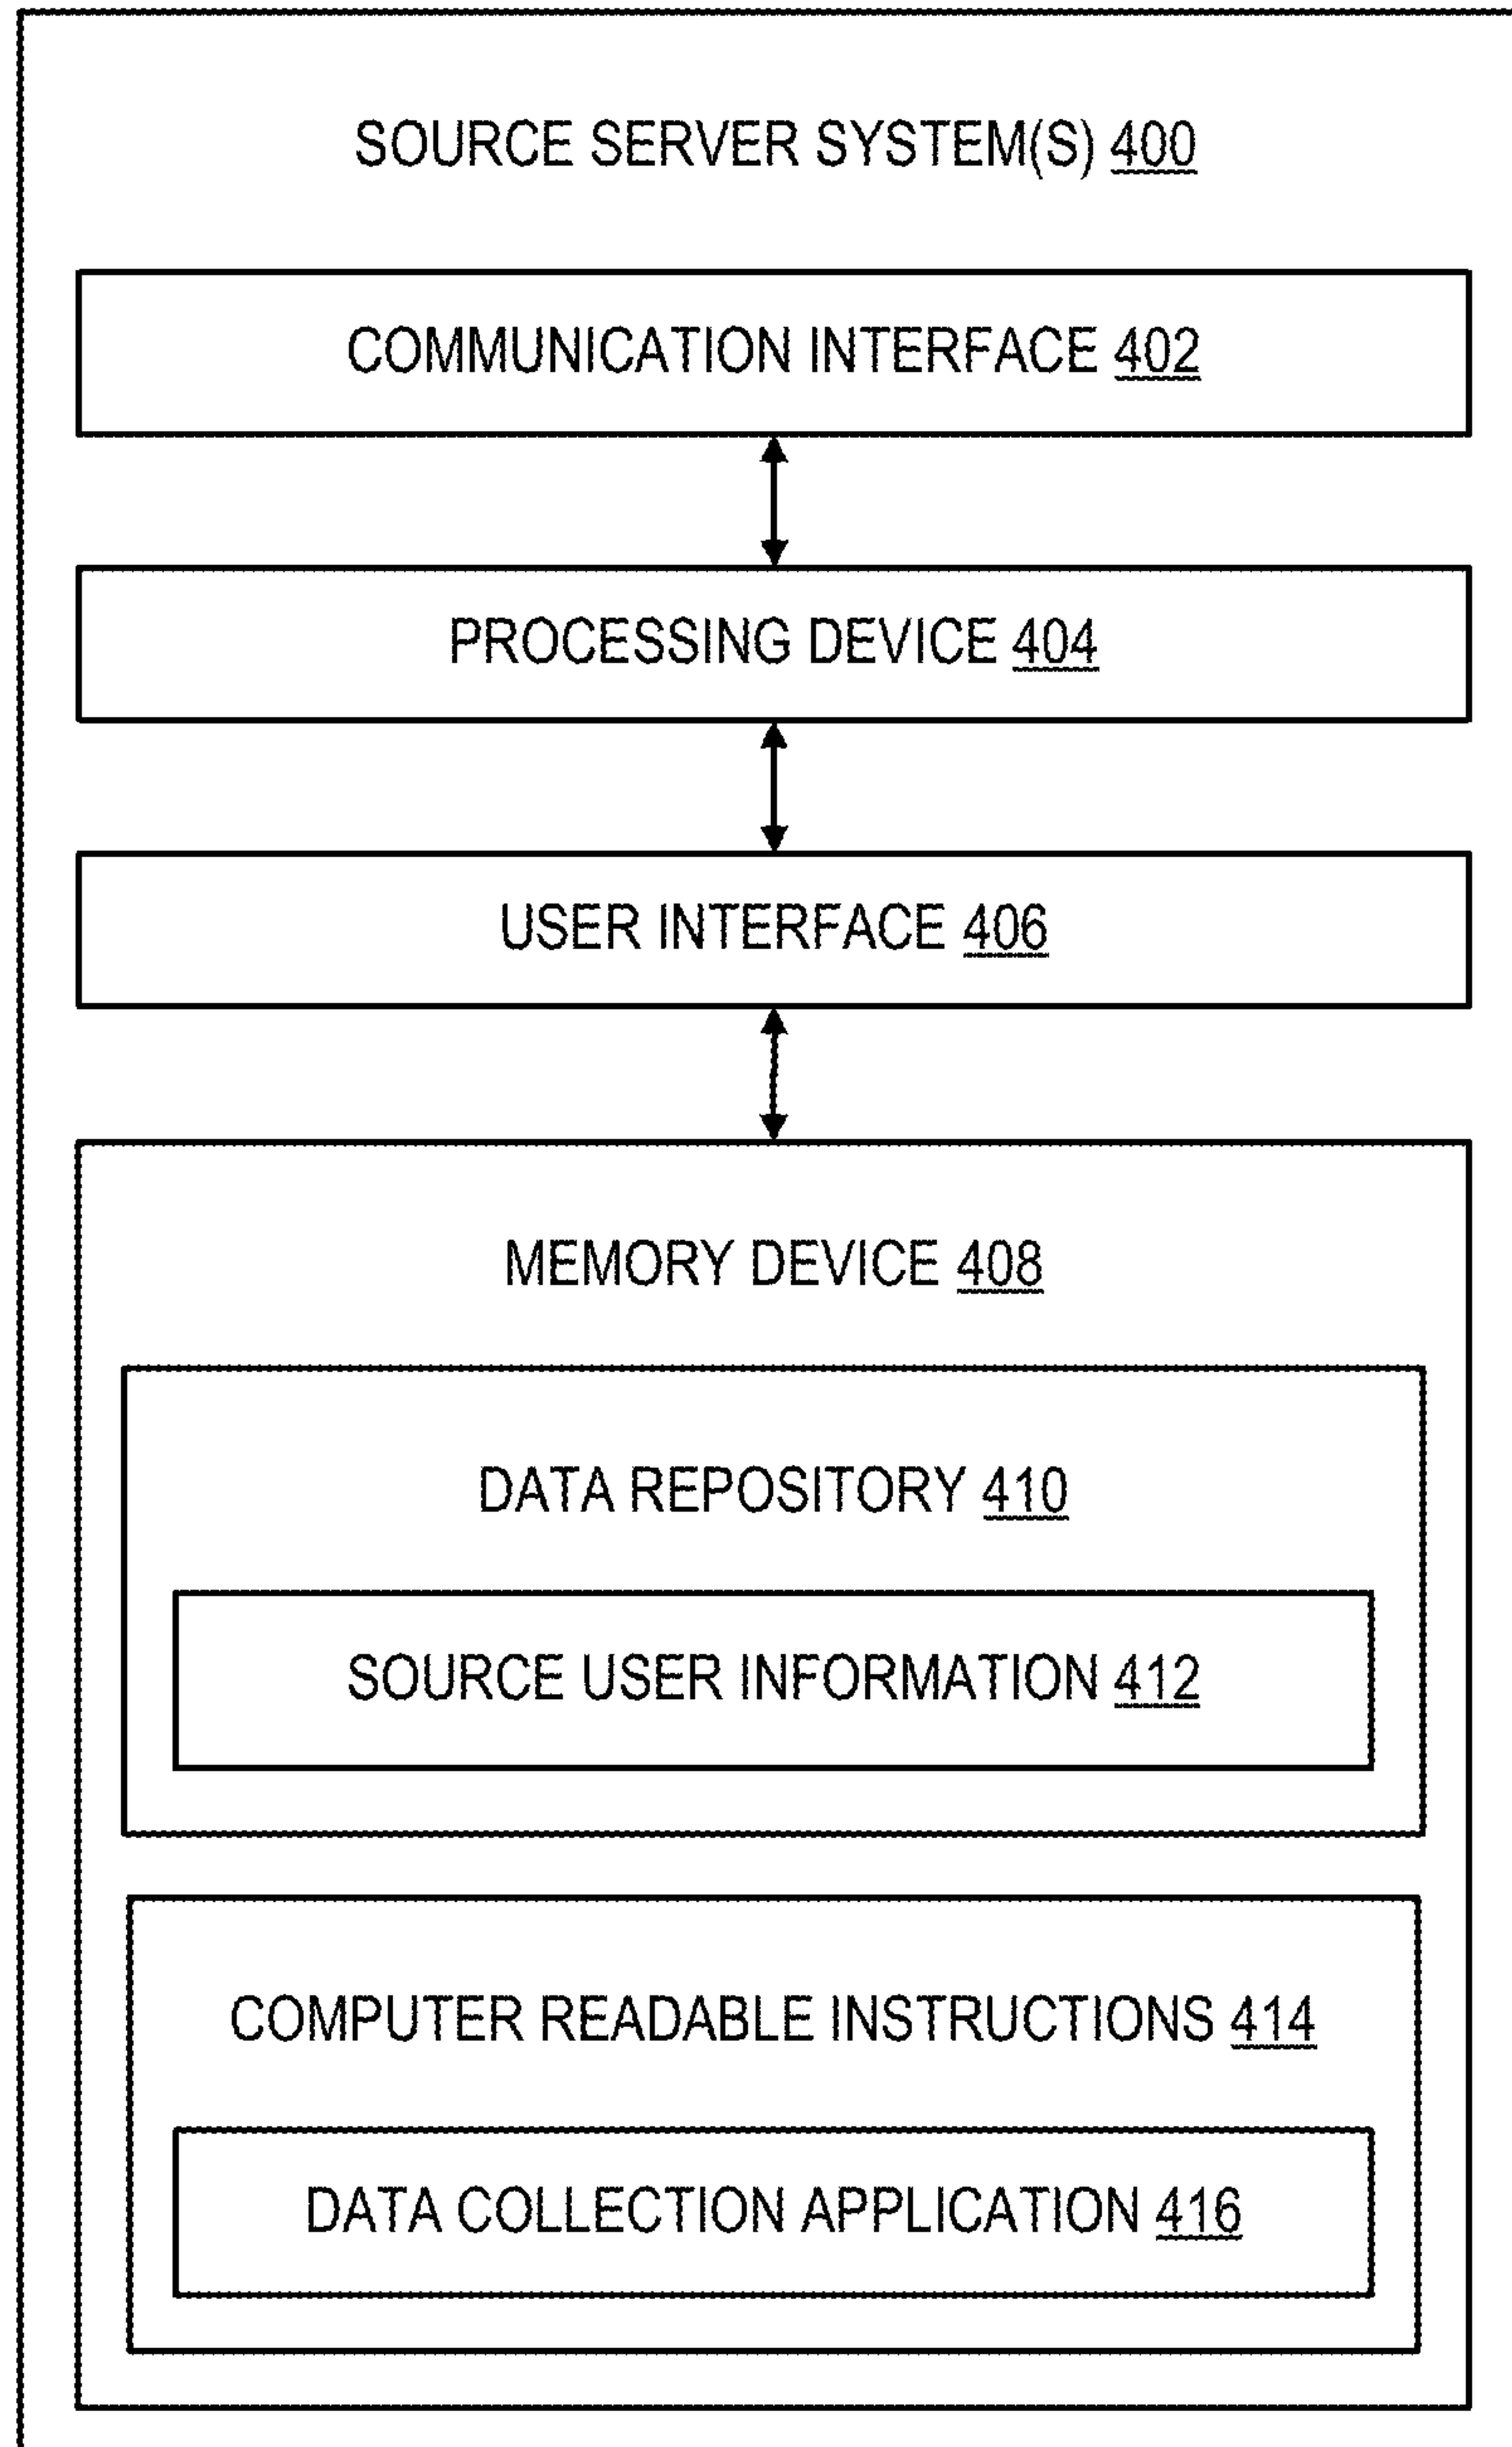 SOURCE SERVER SYSTEM(S) 400
COMMUNICATION INTERFACE 402
PROCESSING DEVICE 404
USER INTERFACE 406
MEMORY DEVICE 408
DATA REPOSITORY 410
SOURCE USER INFORMATION 412
COMPUTER READABLE INSTRUCTIONS 414
DATA COLLECTION APPLICATION 416